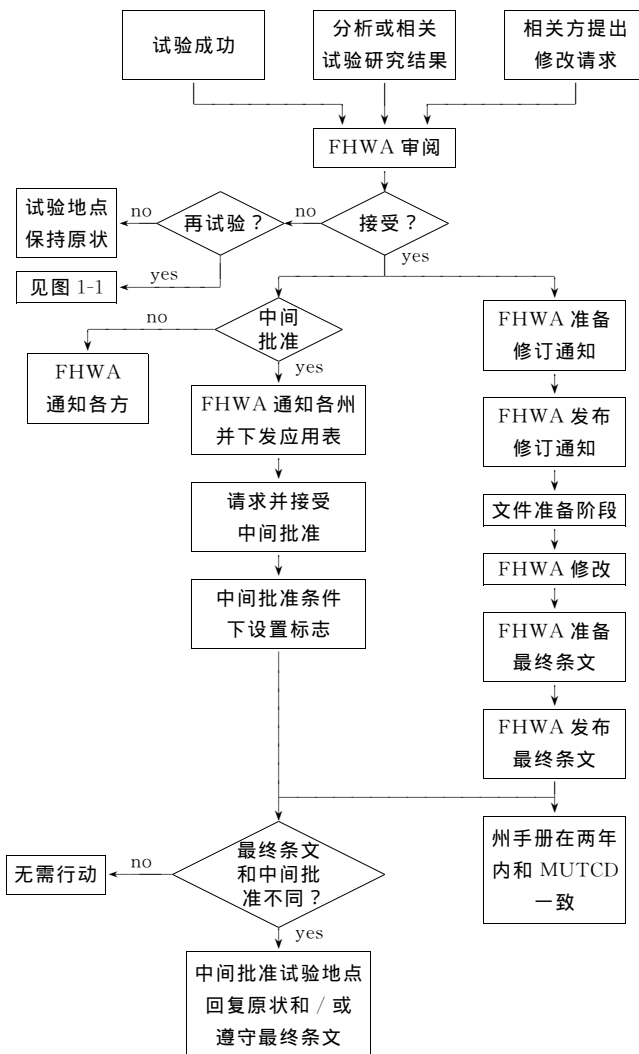 试验成功
分析或相关
试验研究结果
相关方提出
修改请求
FHWA 审阅
试验地点
保持原状
no
再试验？
no
接受？
见图 1-1
yes
yes
no
中间
批准
FHWA 准备
修订通知
FHWA
通知各方
yes
FHWA 通知各州
并下发应用表
FHWA 发布
修订通知
请求并接受
中间批准
文件准备阶段
FHWA 修改
中间批准条件
下设置标志
FHWA 准备
最终条文
FHWA 发布
最终条文
无需行动
no
最终条文
和中间批
准不同？
州手册在两年
内和 MUTCD
一致
yes
中间批准试验地点
回复原状和 / 或
遵守最终条文